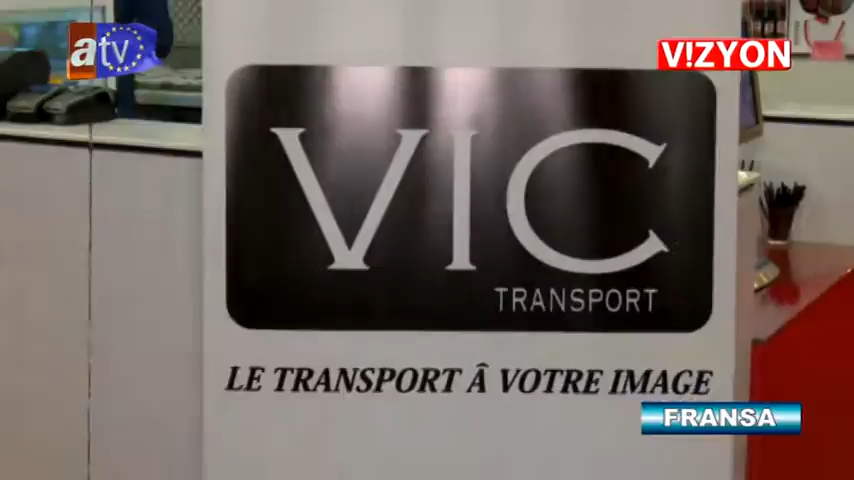 atv
V!ZYON
VIC
TRANSPORT
LE TRANSPORT Â VOTRE IMAGE
FRANSA